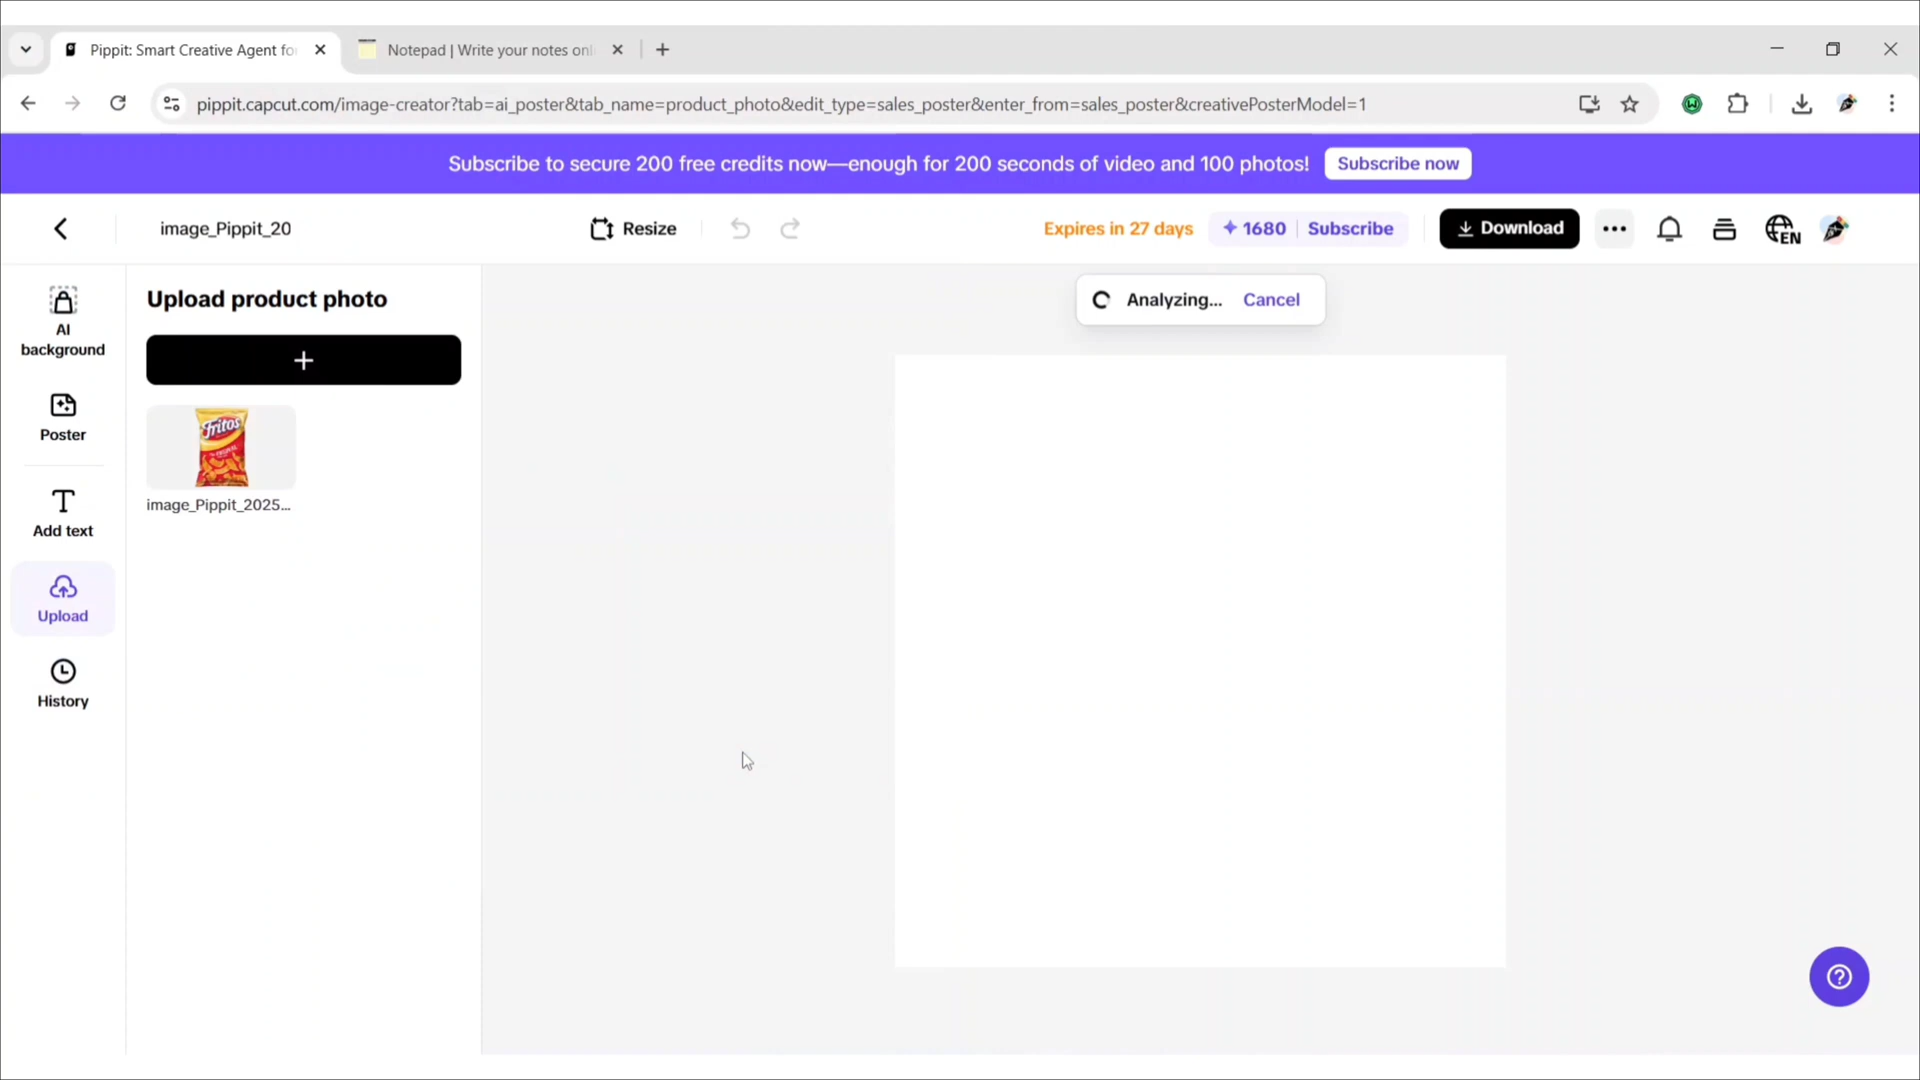 Pippit: Smart Creative Agent fo
Notepad | Write your notes onl
pippit.capcut.com/image-creator?tab=ai_poster&tab_name=product_photo&edit_type=sales_poster&enter_from=sales_poster&creativePosterModel=1
Subscribe to secure 200 free credits now—enough for 200 seconds of video and 100 photos!
Subscribe now
image_Pippit_20
Resize
Expires in 27 days
1680
Subscribe
Download
EN
AI
background
Poster
Add text
Upload
History
Upload product photo
Fritos
image_Pippit_2025...
Analyzing...
Cancel